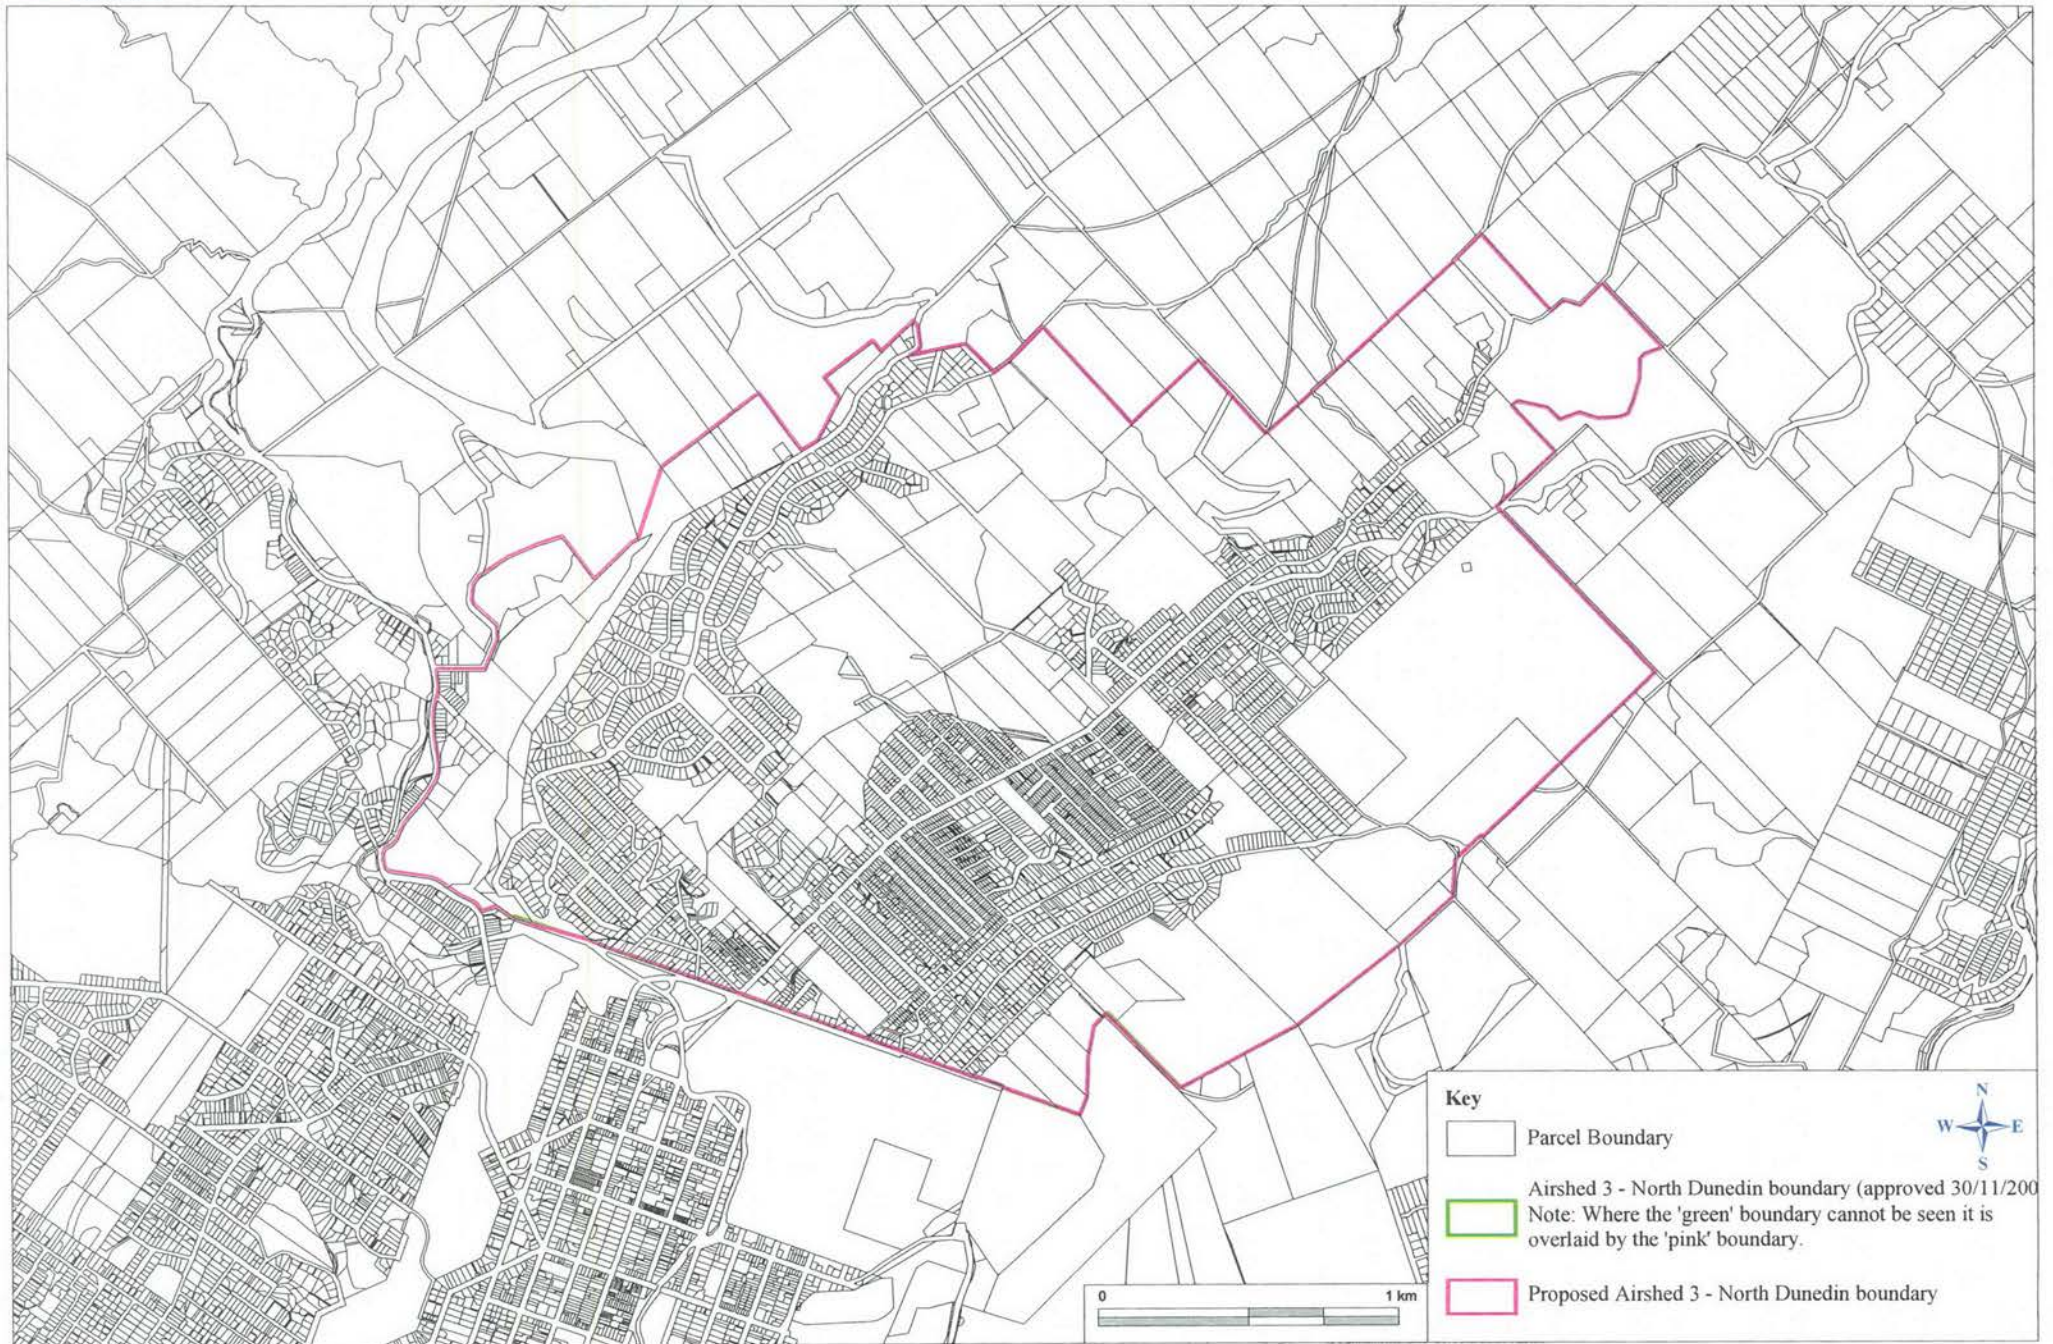 Key
N
W E
S
Parcel Boundary
Airshed 3 - North Dunedin boundary (approved 30/11/200
Note: Where the 'green' boundary cannot be seen it is
overlaid by the 'pink' boundary.
Proposed Airshed 3 - North Dunedin boundary
0 1 km